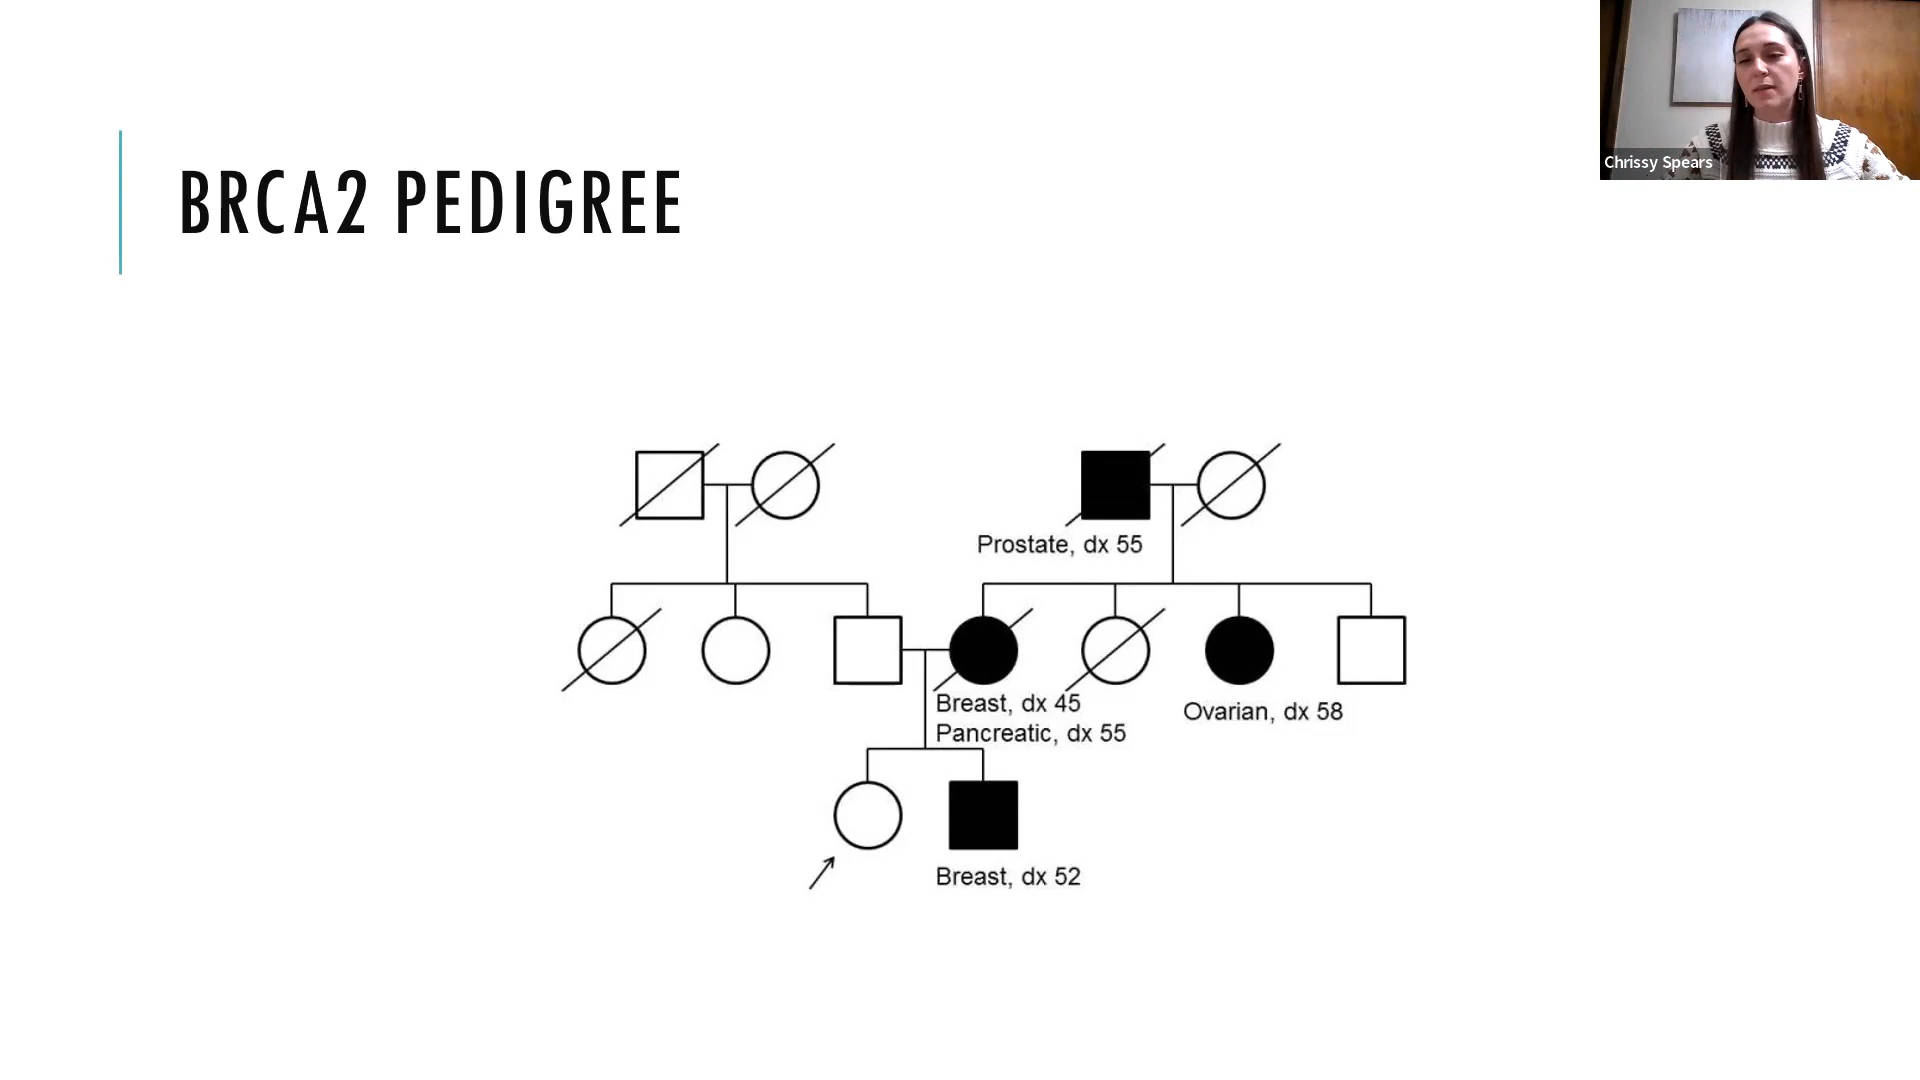 Chrissy Spears
BRCA2 PEDIGREE
Prostate, dx 55
Breast, dx 45
Pancreatic, dx 55
Ovarian, dx 58
Breast, dx 52